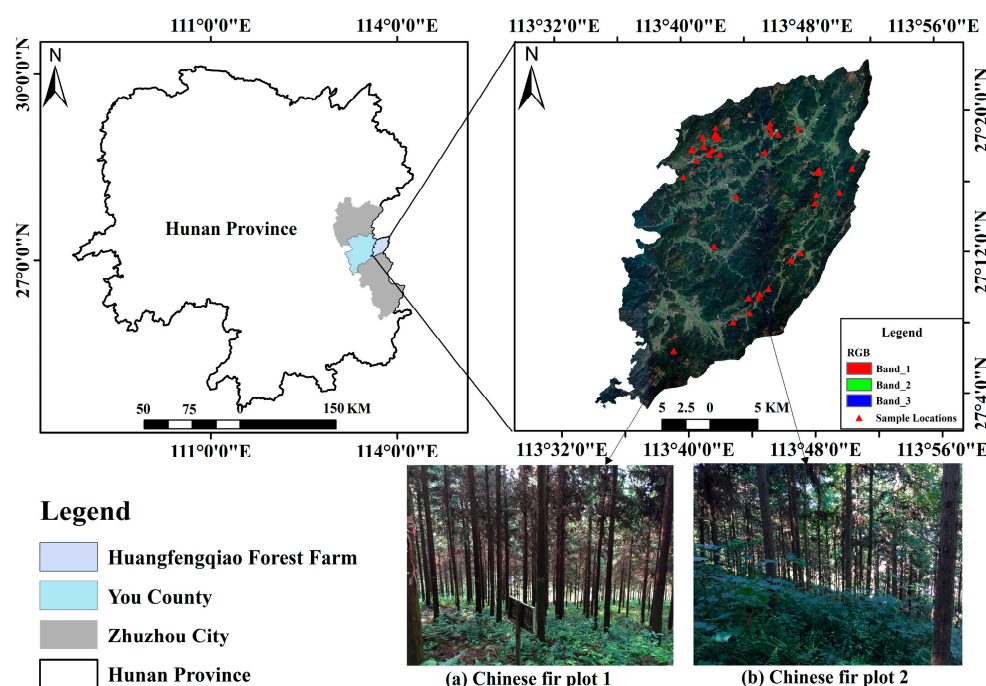 111°0'0"E
114°0'0"E
N
30°0'0"N
27°0'0"N
Hunan Province
50 75 0 150 KM
111°0'0"E
114°0'0"E
113°32'0"E
113°40'0"E
113°48'0"E
113°56'0"E
N
27°20'0"N
27°12'0"N
27°4'0"N
Legend
RGB
Band_1
Band_2
Band_3
Sample Locations
5 2.5 0 5 KM
113°32'0"E
113°40'0"E
113°48'0"E
113°56'0"E
Legend
Huangfengqiao Forest Farm
You County
Zhuzhou City
Hunan Province
(a) Chinese fir plot 1
(b) Chinese fir plot 2